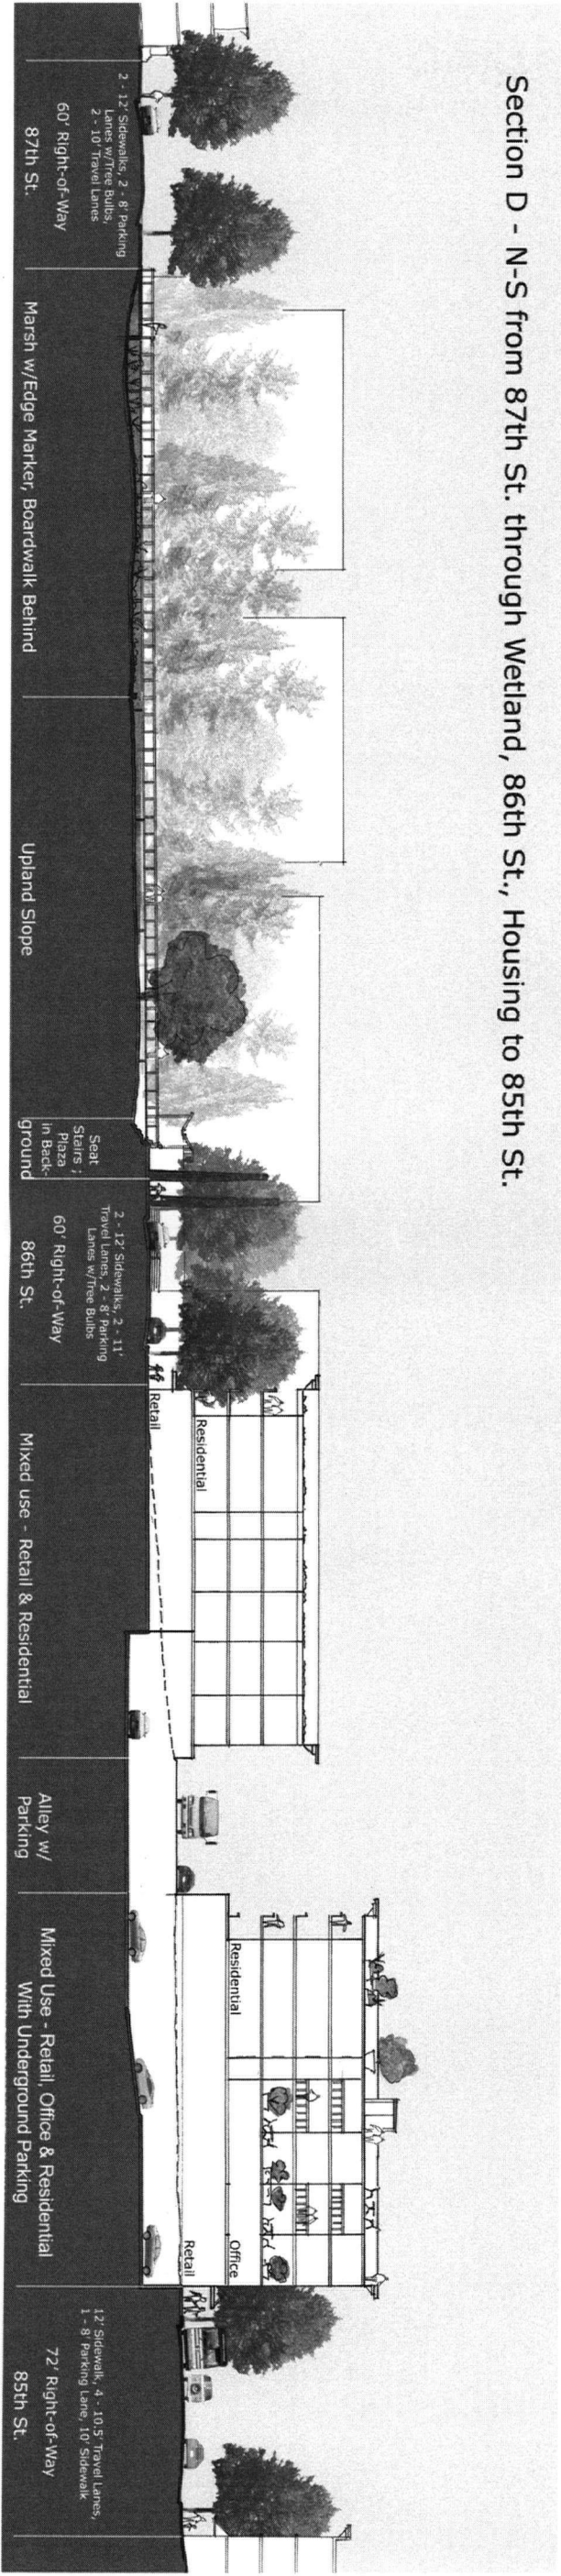 Section D - N-S from 87th St. through Wetland, 86th St., Housing to 85th St.
Residential
Retail
Residential
Office
Retail
2 - 12' Sidewalks, 2 - 8' Parking
Lanes w/Tree Bulbs,
2 - 10' Travel Lanes
60' Right-of-Way
87th St.
Marsh w/Edge Marker, Boardwalk Behind
Upland Slope
Seat
Stairs ;
Plaza
in Back-
ground
2 - 12' Sidewalks, 2 - 11'
Travel Lanes, 2 - 8' Parking
Lanes w/Tree Bulbs
60' Right-of-Way
86th St.
Mixed use - Retail & Residential
Alley w/
Parking
Mixed Use - Retail, Office & Residential
With Underground Parking
12' Sidewalk, 4 - 10.5' Travel Lanes,
1 - 8' Parking Lane, 10' Sidewalk
72' Right-of-Way
85th St.